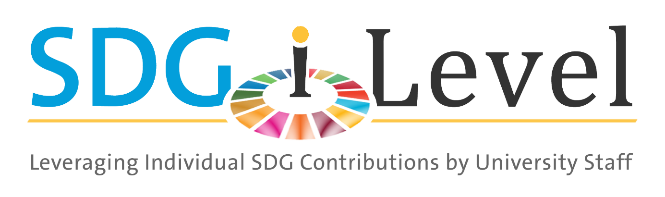 SDG i Level
Leveraging Individual SDG Contributions by University Staff